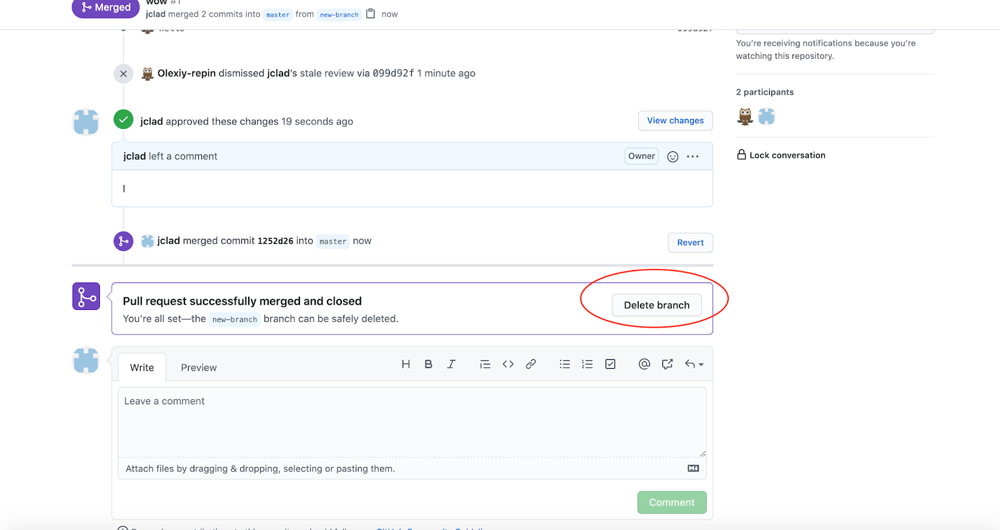 Merged
wow #1
jclad merged 2 commits into master from new-branch now
hello 099d92f
You're receiving notifications because you're
watching this repository.
Olexiy-repin dismissed jclad's stale review via 099d92f 1 minute ago
2 participants
jclad approved these changes 19 seconds ago
View changes
Lock conversation
jclad left a comment
Owner
l
jclad merged commit 1252d26 into master now
Revert
Pull request successfully merged and closed
You're all set—the new-branch branch can be safely deleted.
Delete branch
Write Preview
Leave a comment
Attach files by dragging & dropping, selecting or pasting them.
Comment